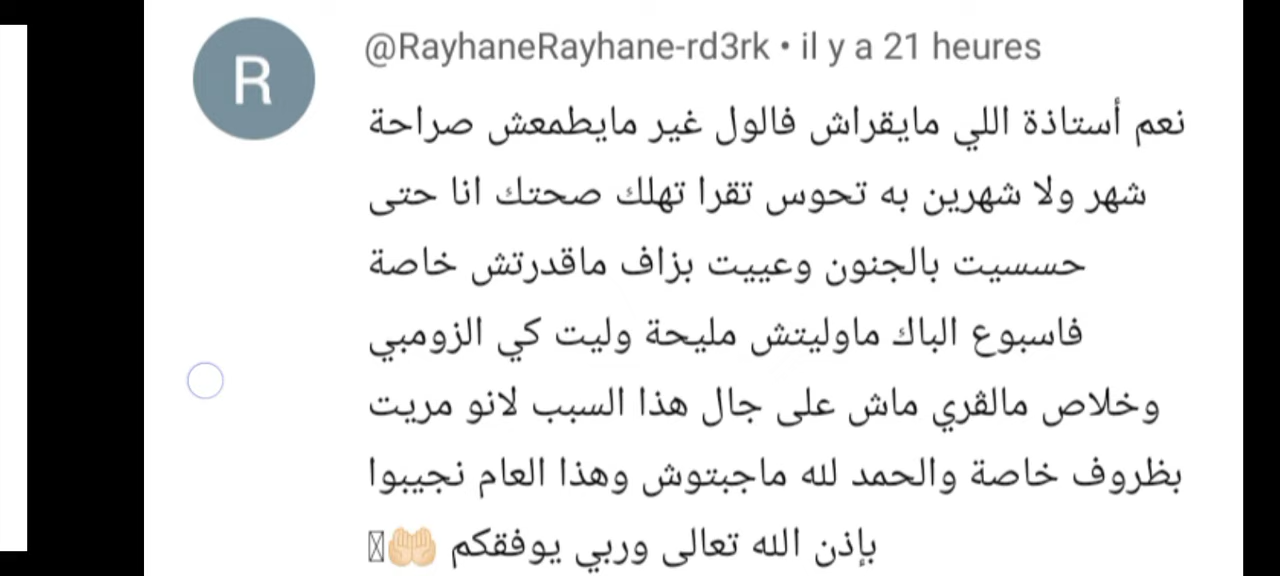 R
@RayhaneRayhane-rd3rk • il y a 21 heures
نعم أستاذة اللي مايقراش فالول غير مايطمعش صراحة
شهر ولا شهرين به تحوس تقرا تهلك صحتك انا حتى
حسسيت بالجنون وعييت بزاف ماقدرتش خاصة
فاسبوع الباك ماوليتش مليحة وليت كي الزومبي
وخلاص مالڨري ماش على جال هذا السبب لانو مريت
بظروف خاصة والحمد لله ماجبتوش وهذا العام نجيبوا
بإذن الله تعالى وربي يوفقكم 🤲🏻